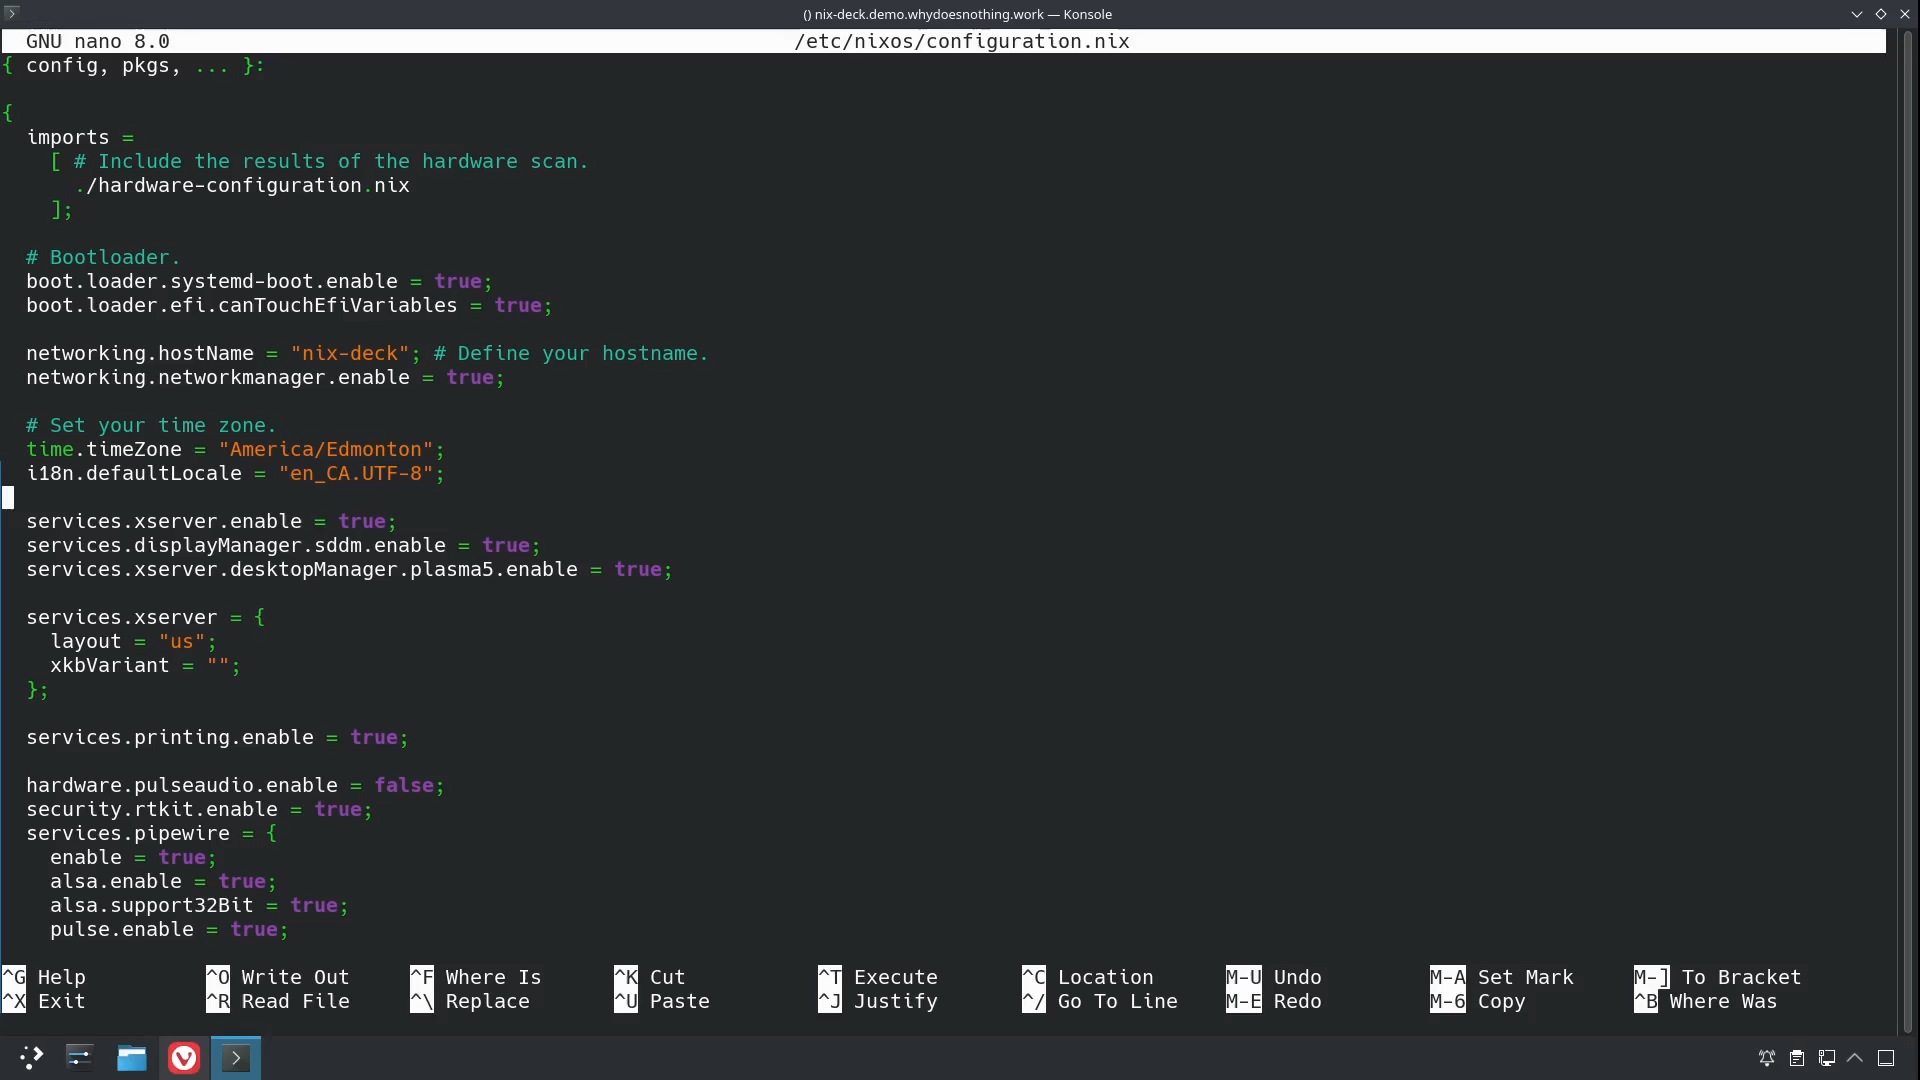 () nix-deck.demo.whydoesnothing.work — Konsole
GNU nano 8.0 /etc/nixos/configuration.nix
{ config, pkgs, ... }:
{
imports =
[ # Include the results of the hardware scan.
./hardware-configuration.nix
];
# Bootloader.
boot.loader.systemd-boot.enable = true;
boot.loader.efi.canTouchEfiVariables = true;
networking.hostName = "nix-deck"; # Define your hostname.
networking.networkmanager.enable = true;
# Set your time zone.
time.timeZone = "America/Edmonton";
i18n.defaultLocale = "en_CA.UTF-8";
services.xserver.enable = true;
services.displayManager.sddm.enable = true;
services.xserver.desktopManager.plasma5.enable = true;
services.xserver = {
layout = "us";
xkbVariant = "";
};
services.printing.enable = true;
hardware.pulseaudio.enable = false;
security.rtkit.enable = true;
services.pipewire = {
enable = true;
alsa.enable = true;
alsa.support32Bit = true;
pulse.enable = true;
^G Help ^O Write Out ^F Where Is ^K Cut ^T Execute ^C Location M-U Undo M-A Set Mark M-] To Bracket
^X Exit ^R Read File ^\ Replace ^U Paste ^J Justify ^/ Go To Line M-E Redo M-6 Copy ^B Where Was